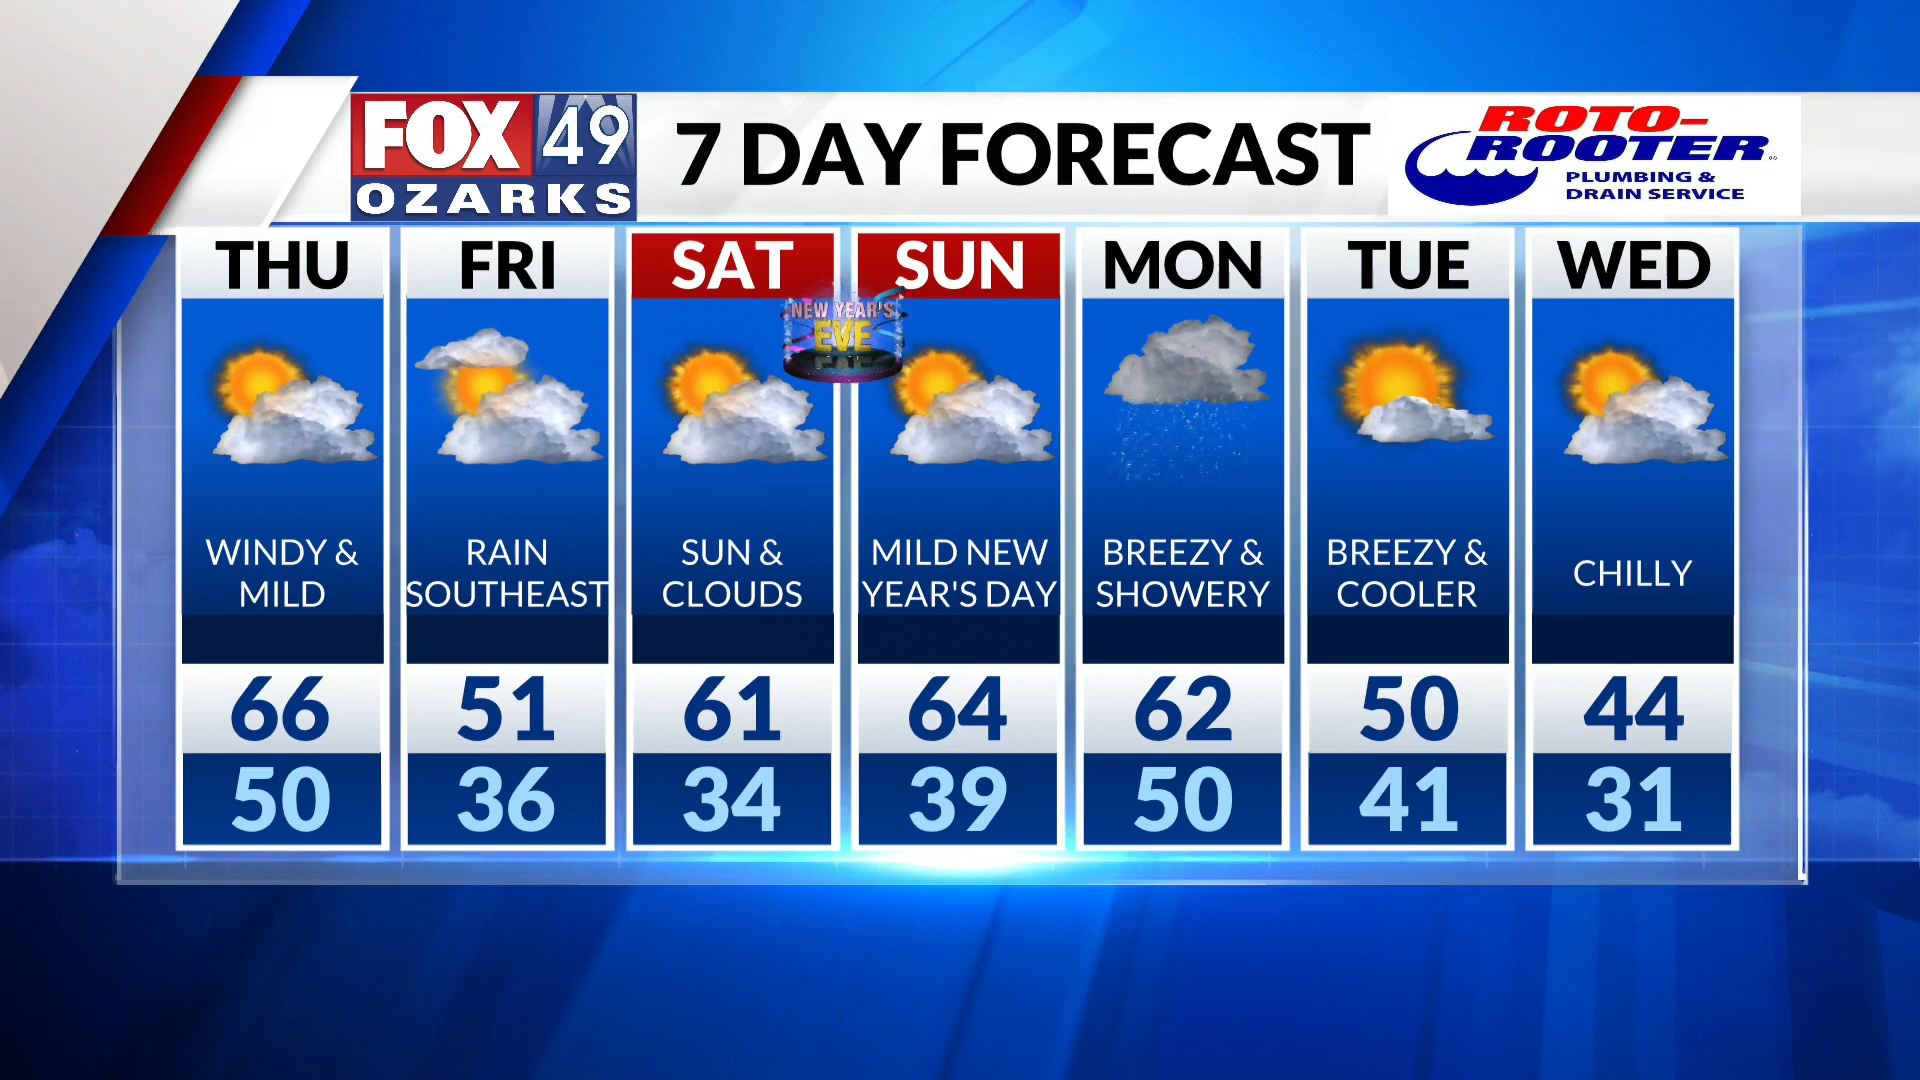 FOX 49
OZARKS
7 DAY FORECAST
ROTO-
ROOTER
PLUMBING &
DRAIN SERVICE
THU
FRI
SAT
SUN
MON
TUE
WED
NEW YEAR'S
EVE
WINDY &
MILD
RAIN
SOUTHEAST
SUN &
CLOUDS
MILD NEW
YEAR'S DAY
BREEZY &
SHOWERY
BREEZY &
COOLER
CHILLY
66
51
61
64
62
50
44
50
36
34
39
50
41
31